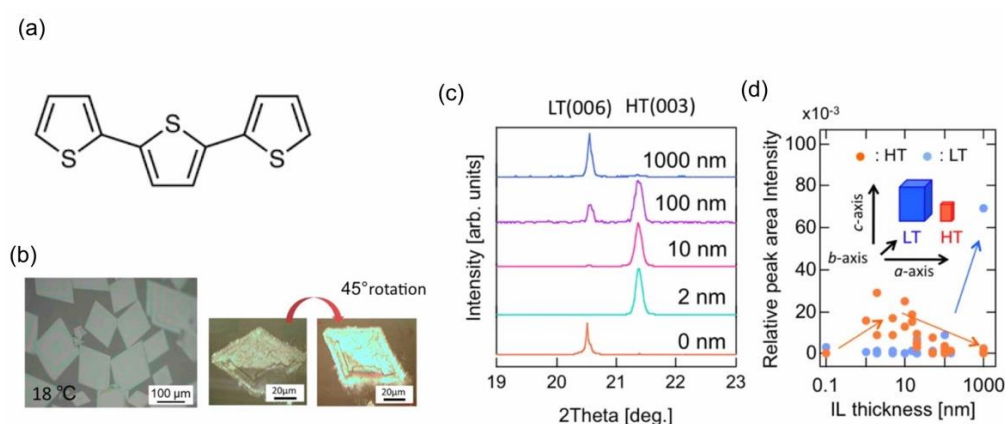 (a)
S
S
S
(b)
18 ℃
100 µm
45°rotation
20µm
20µm
(c)
LT(006)
HT(003)
Intensity [arb. units]
1000 nm
100 nm
10 nm
2 nm
0 nm
19
20
21
22
23
2Theta [deg.]
(d)
x10⁻³
Relative peak area Intensity
100
80
60
40
20
0
: HT
: LT
c-axis
b-axis
a-axis
LT
HT
0.1
10
1000
IL thickness [nm]